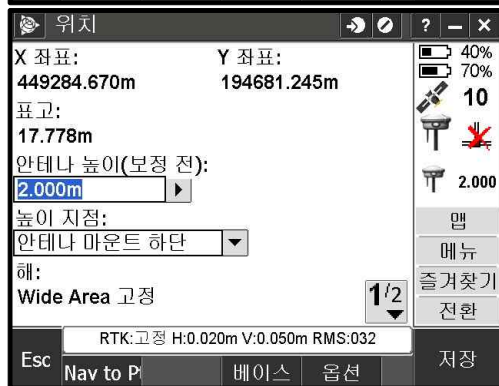 위치
? – ×
X 좌표: Y 좌표:
449284.670m 194681.245m
표고:
17.778m
안테나 높이(보정 전):
2.000m
높이 지점:
안테나 마운트 하단
해:
Wide Area 고정
1/2
40%
70%
10
2.000
맵
메뉴
즐겨찾기
전환
RTK:고정 H:0.020m V:0.050m RMS:032
Esc
Nav to P
베이스
옵션
저장